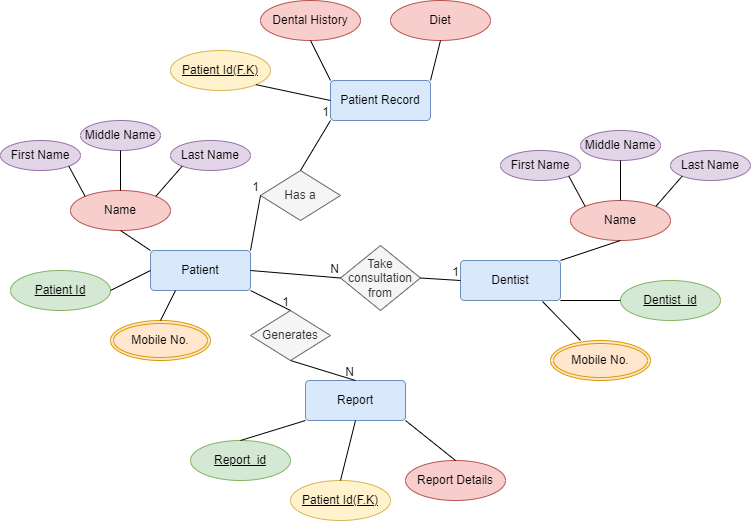 Dental History
Diet
Patient Id(F.K)
Patient Record
1
Middle Name
First Name
Last Name
Middle Name
First Name
Last Name
1
Has a
Name
Name
Patient
N
Take
consultation
from
1
Dentist
Patient Id
Dentist_id
1
Mobile No.
Generates
Mobile No.
N
Report
Report_id
Report Details
Patient Id(F.K)